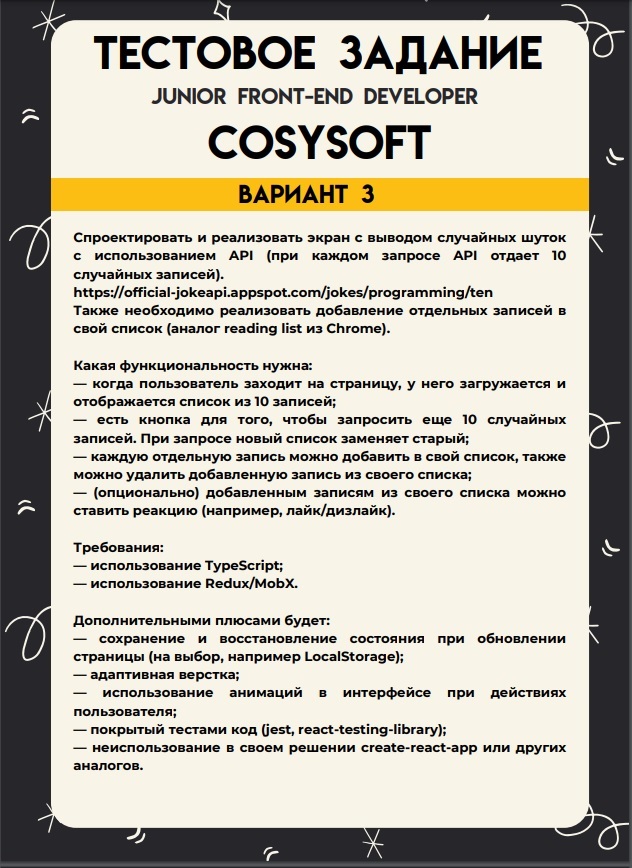 ТЕСТОВОЕ ЗАДАНИЕ
JUNIOR FRONT-END DEVELOPER
COSYSOFT
ВАРИАНТ 3
Спроектировать и реализовать экран с выводом случайных шуток
с использованием API (при каждом запросе API отдает 10
случайных записей).
https://official-jokeapi.appspot.com/jokes/programming/ten
Также необходимо реализовать добавление отдельных записей в
свой список (аналог reading list из Chrome).
Какая функциональность нужна:
— когда пользователь заходит на страницу, у него загружается и
отображается список из 10 записей;
— есть кнопка для того, чтобы запросить еще 10 случайных
записей. При запросе новый список заменяет старый;
— каждую отдельную запись можно добавить в свой список, также
можно удалить добавленную запись из своего списка;
— (опционально) добавленным записям из своего списка можно
ставить реакцию (например, лайк/дизлайк).
Требования:
— использование TypeScript;
— использование Redux/MobX.
Дополнительными плюсами будет:
— сохранение и восстановление состояния при обновлении
страницы (на выбор, например LocalStorage);
— адаптивная верстка;
— использование анимаций в интерфейсе при действиях
пользователя;
— покрытый тестами код (jest, react-testing-library);
— неиспользование в своем решении create-react-app или других
аналогов.